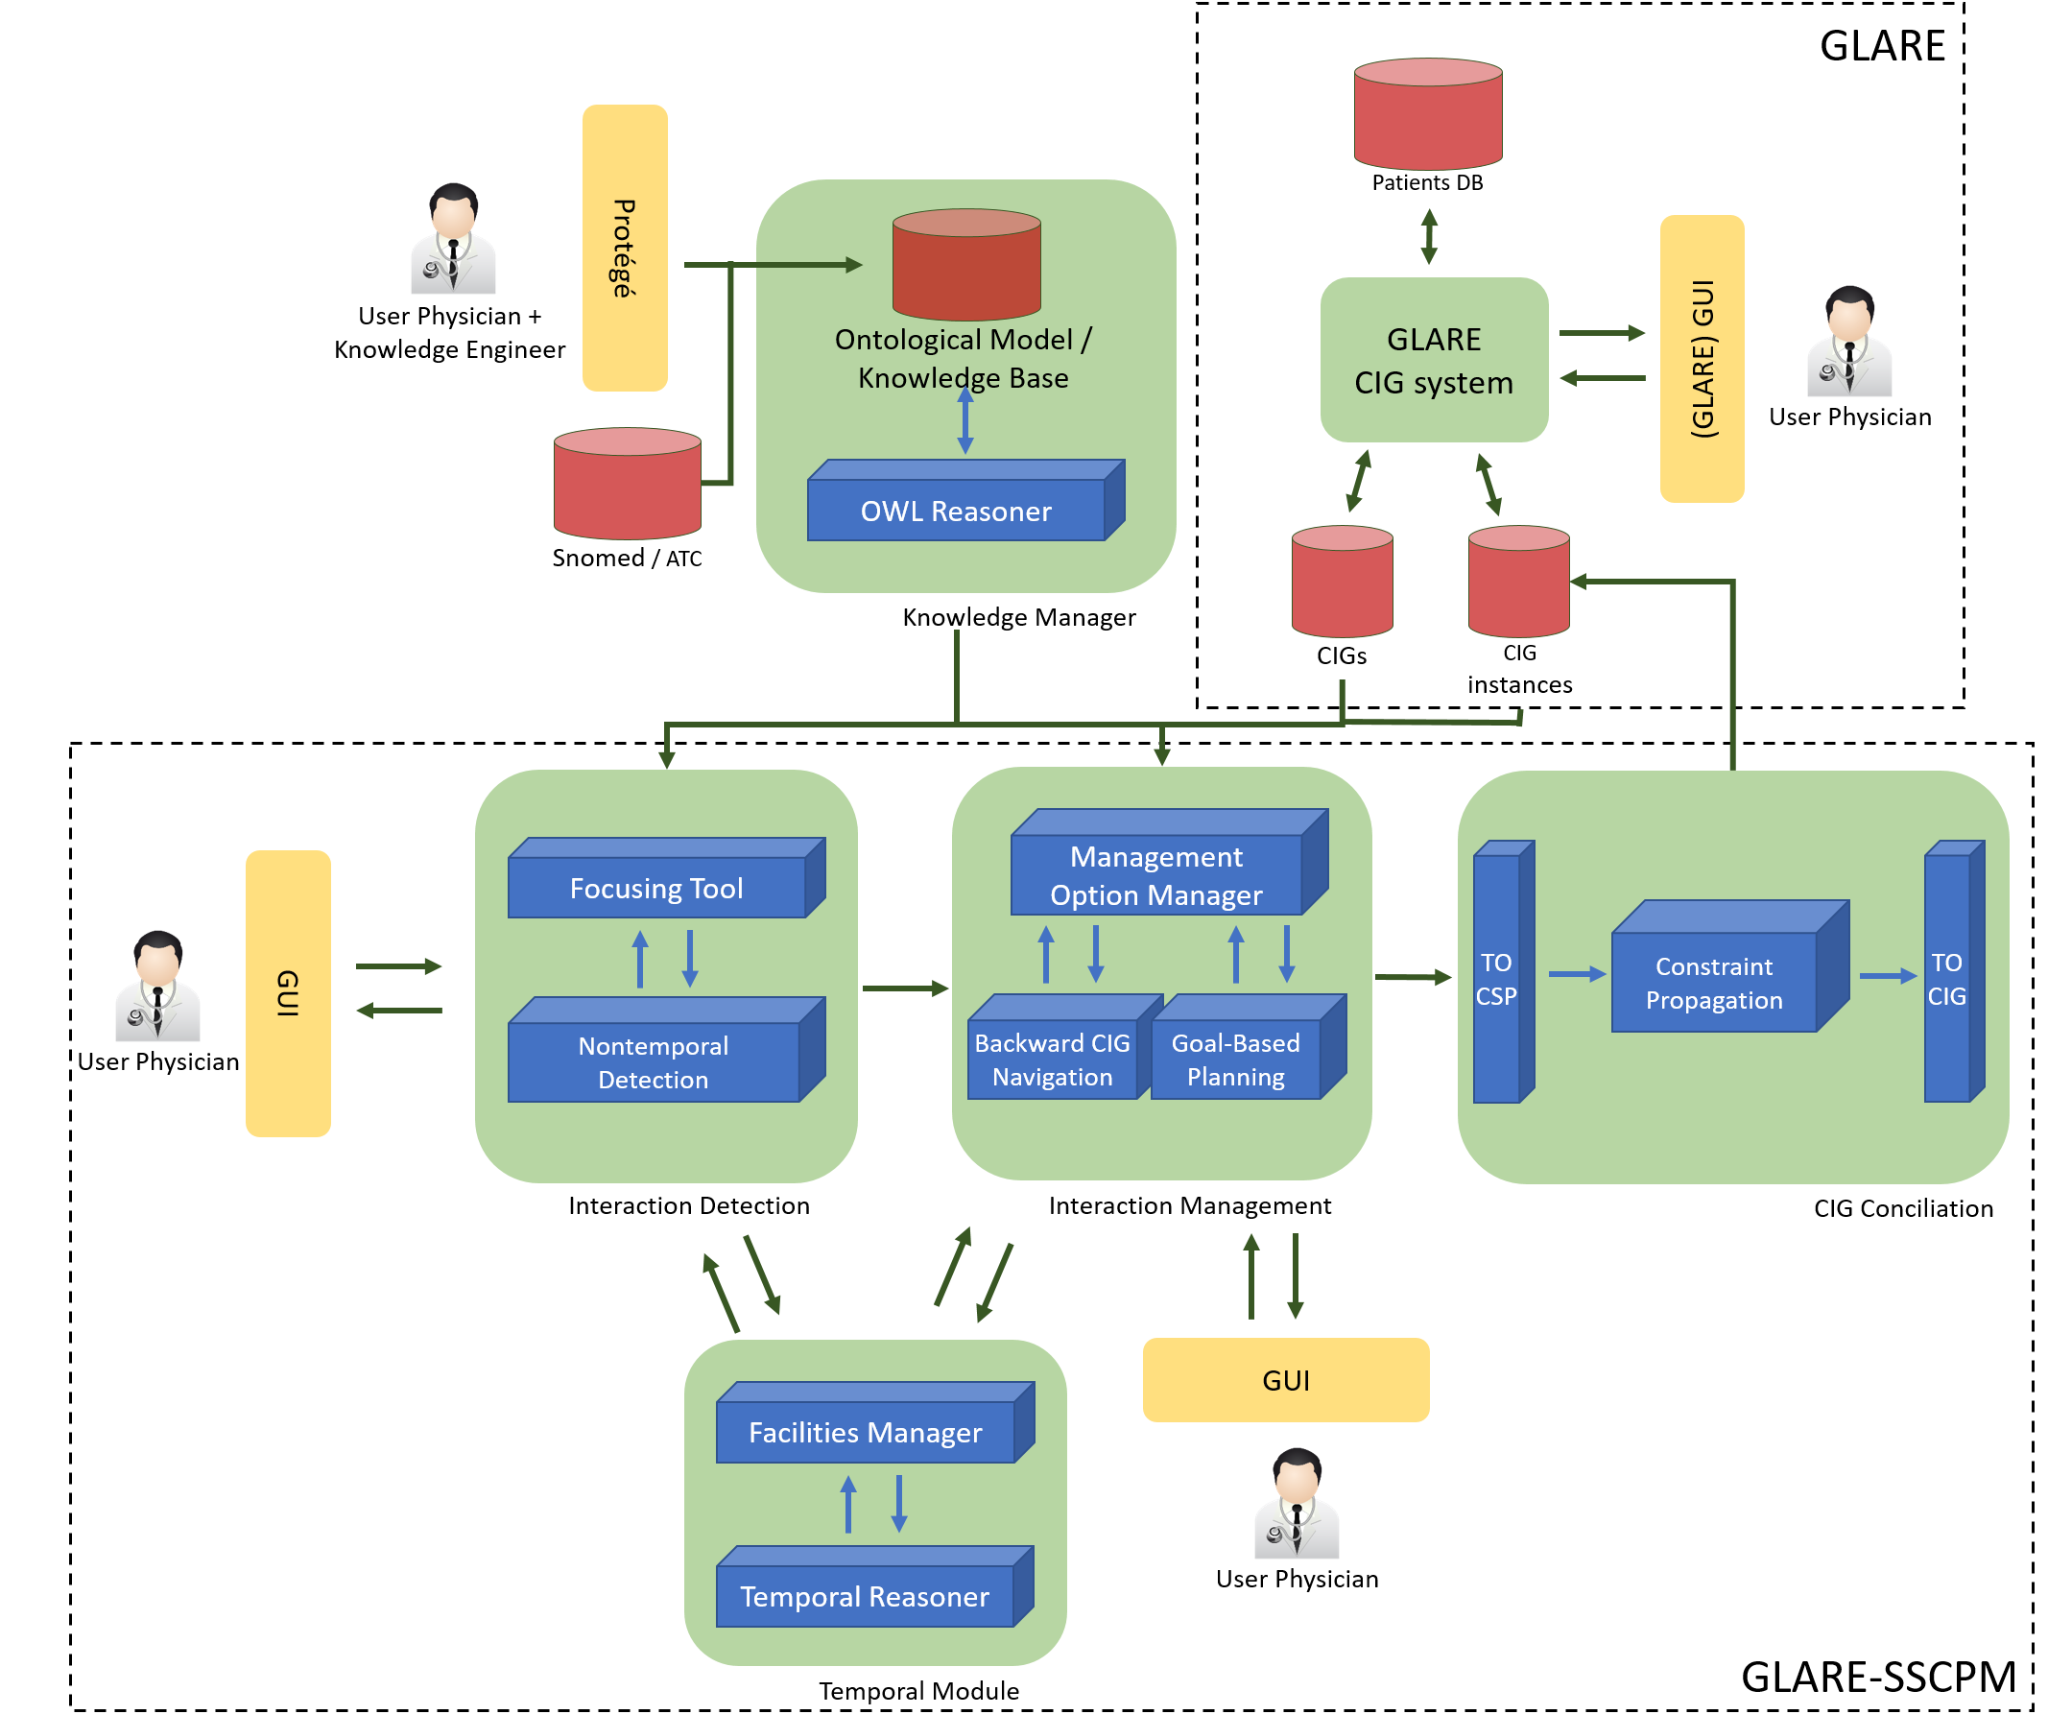 GLARE
Patients DB
Protégé
User Physician +
Knowledge Engineer
Ontological Model /
Knowledge Base
OWL Reasoner
Snomed / ATC
Knowledge Manager
GLARE
CIG system
(GLARE) GUI
User Physician
CIGs
CIG
instances
GUI
User Physician
Focusing Tool
Nontemporal
Detection
Interaction Detection
Management
Option Manager
Backward CIG
Navigation
Goal-Based
Planning
Interaction Management
TO
CSP
Constraint
Propagation
TO
CIG
CIG Conciliation
Facilities Manager
Temporal Reasoner
Temporal Module
GUI
User Physician
GLARE-SSCPM